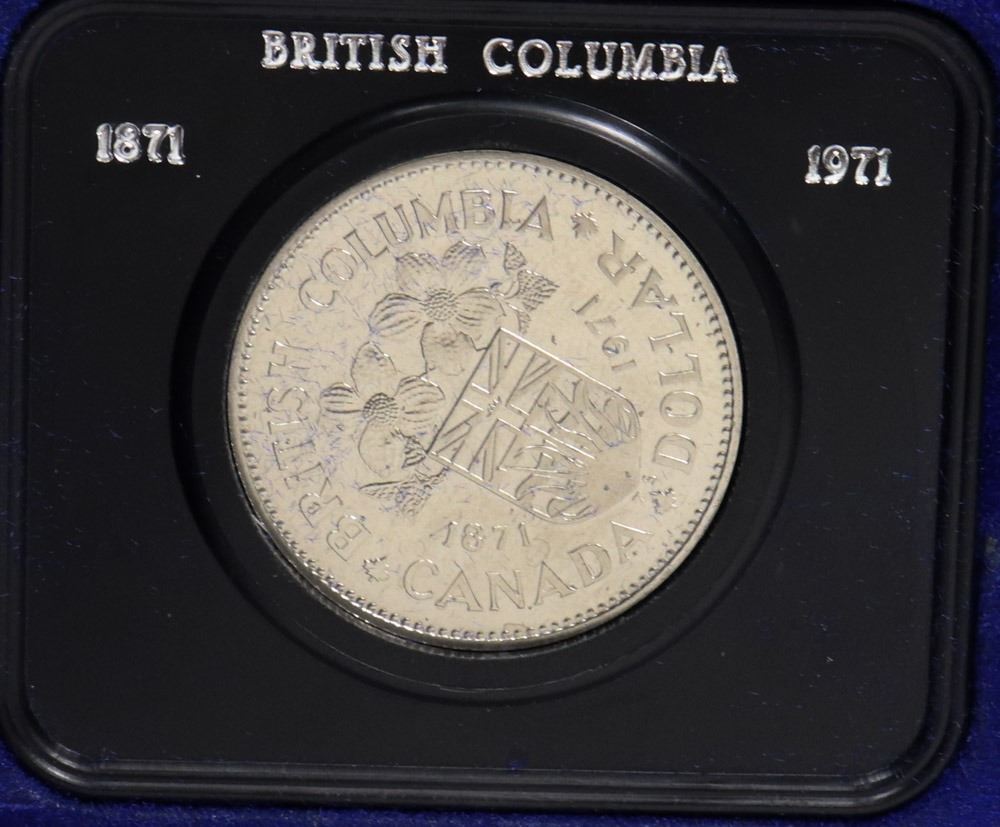 BRITISH COLUMBIA
1871
1971
BRITISH COLUMBIA
1871
1971
CANADA
DOLLAR